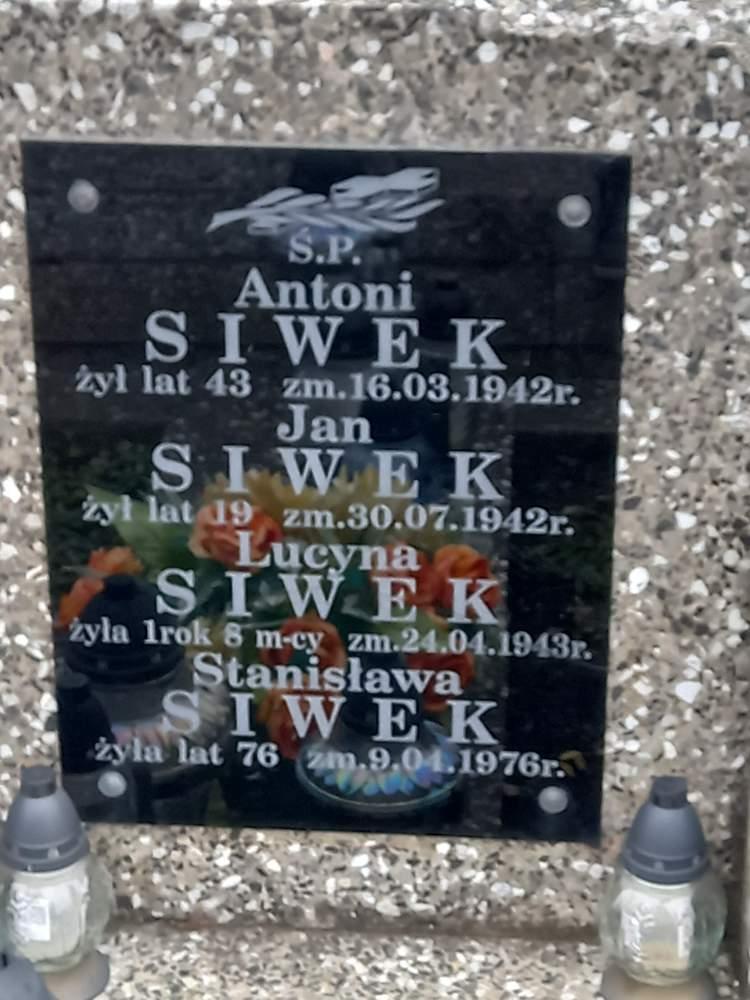 Ś.P.
Antoni
SIWEK
żył lat 43 zm.16.03.1942r.
Jan
SIWEK
żył lat 19 zm.30.07.1942r.
Lucyna
SIWEK
żyła 1rok 8 m-cy zm.24.04.1943r.
Stanisława
SIWEK
żyła lat 76 zm.9.04.1976r.